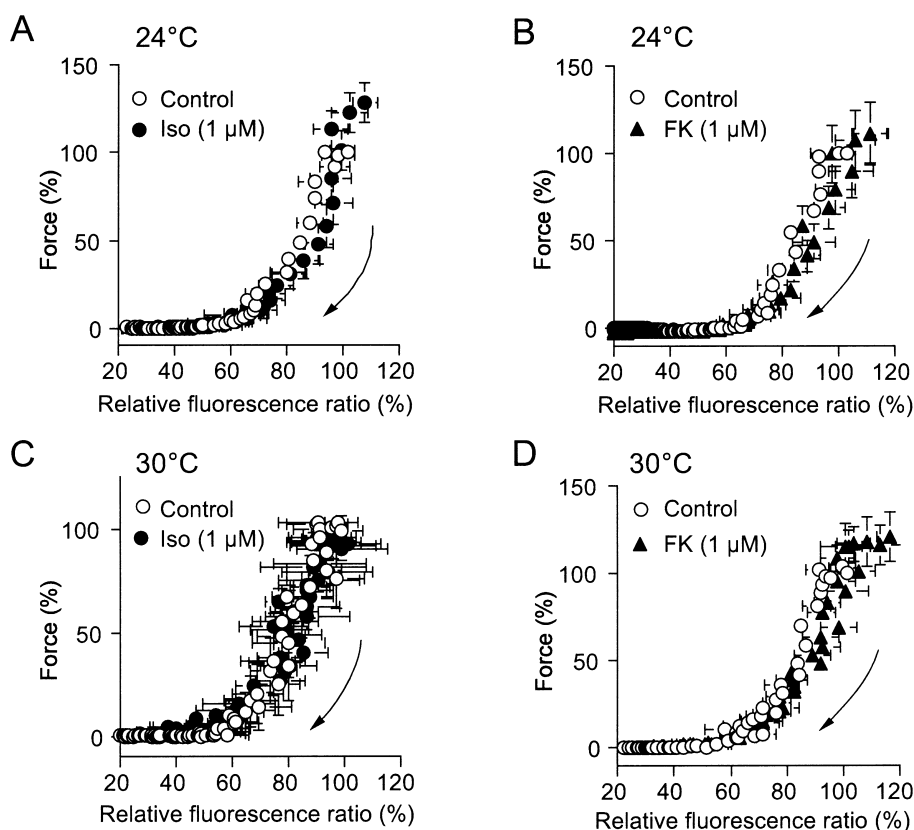 A
24°C
150
100
50
0
Force (%)
Control
Iso (1 µM)
20 40 60 80 100 120
Relative fluorescence ratio (%)
B
24°C
150
100
50
0
Force (%)
Control
FK (1 µM)
20 40 60 80 100 120
Relative fluorescence ratio (%)
C
30°C
100
50
0
Force (%)
Control
Iso (1 µM)
20 40 60 80 100 120
Relative fluorescence ratio (%)
D
30°C
150
100
50
0
Force (%)
Control
FK (1 µM)
20 40 60 80 100 120
Relative fluorescence ratio (%)